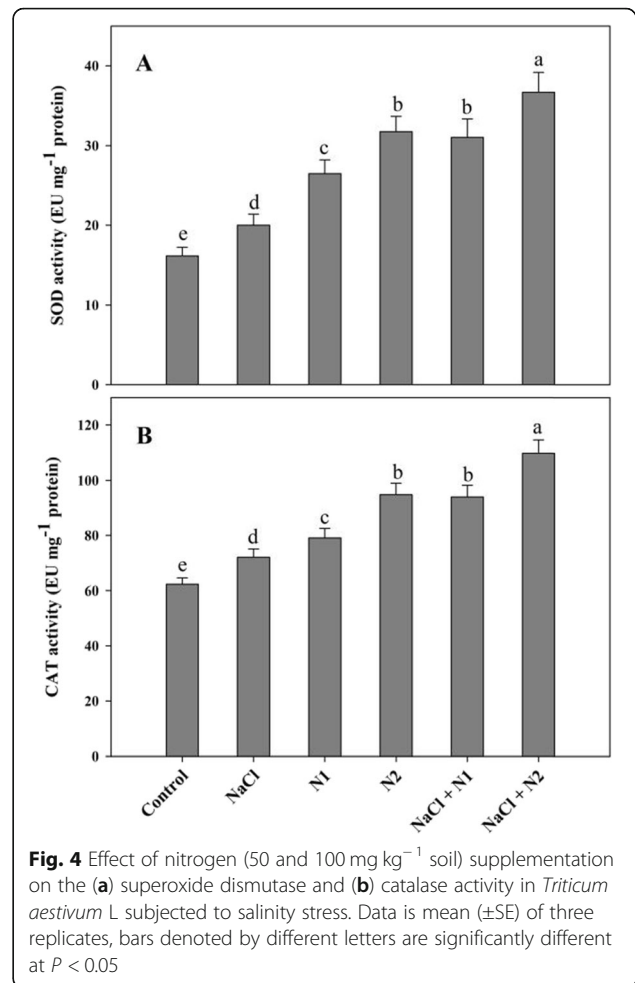 A
SOD activity (EU mg⁻¹ protein)
40
30
20
10
0
e
d
c
b
b
a
B
CAT activity (EU mg⁻¹ protein)
120
100
80
60
40
20
0
e
d
c
b
b
a
Control
NaCl
N1
N2
NaCl + N1
NaCl + N2
Fig. 4 Effect of nitrogen (50 and 100 mg kg⁻¹ soil) supplementation
on the (a) superoxide dismutase and (b) catalase activity in Triticum
aestivum L subjected to salinity stress. Data is mean (±SE) of three
replicates, bars denoted by different letters are significantly different
at P < 0.05